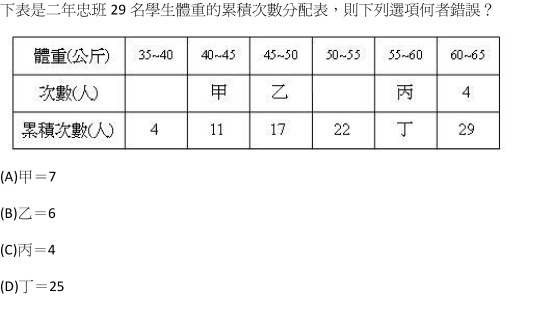 下表是二年忠班 29 名學生體重的累積次數分配表，則下列選項何者錯誤？
體重(公斤) 35~40 40~45 45~50 50~55 55~60 60~65
次數(人) 甲 乙 丙 4
累積次數(人) 4 11 17 22 丁 29
(A)甲＝7
(B)乙＝6
(C)丙＝4
(D)丁＝25